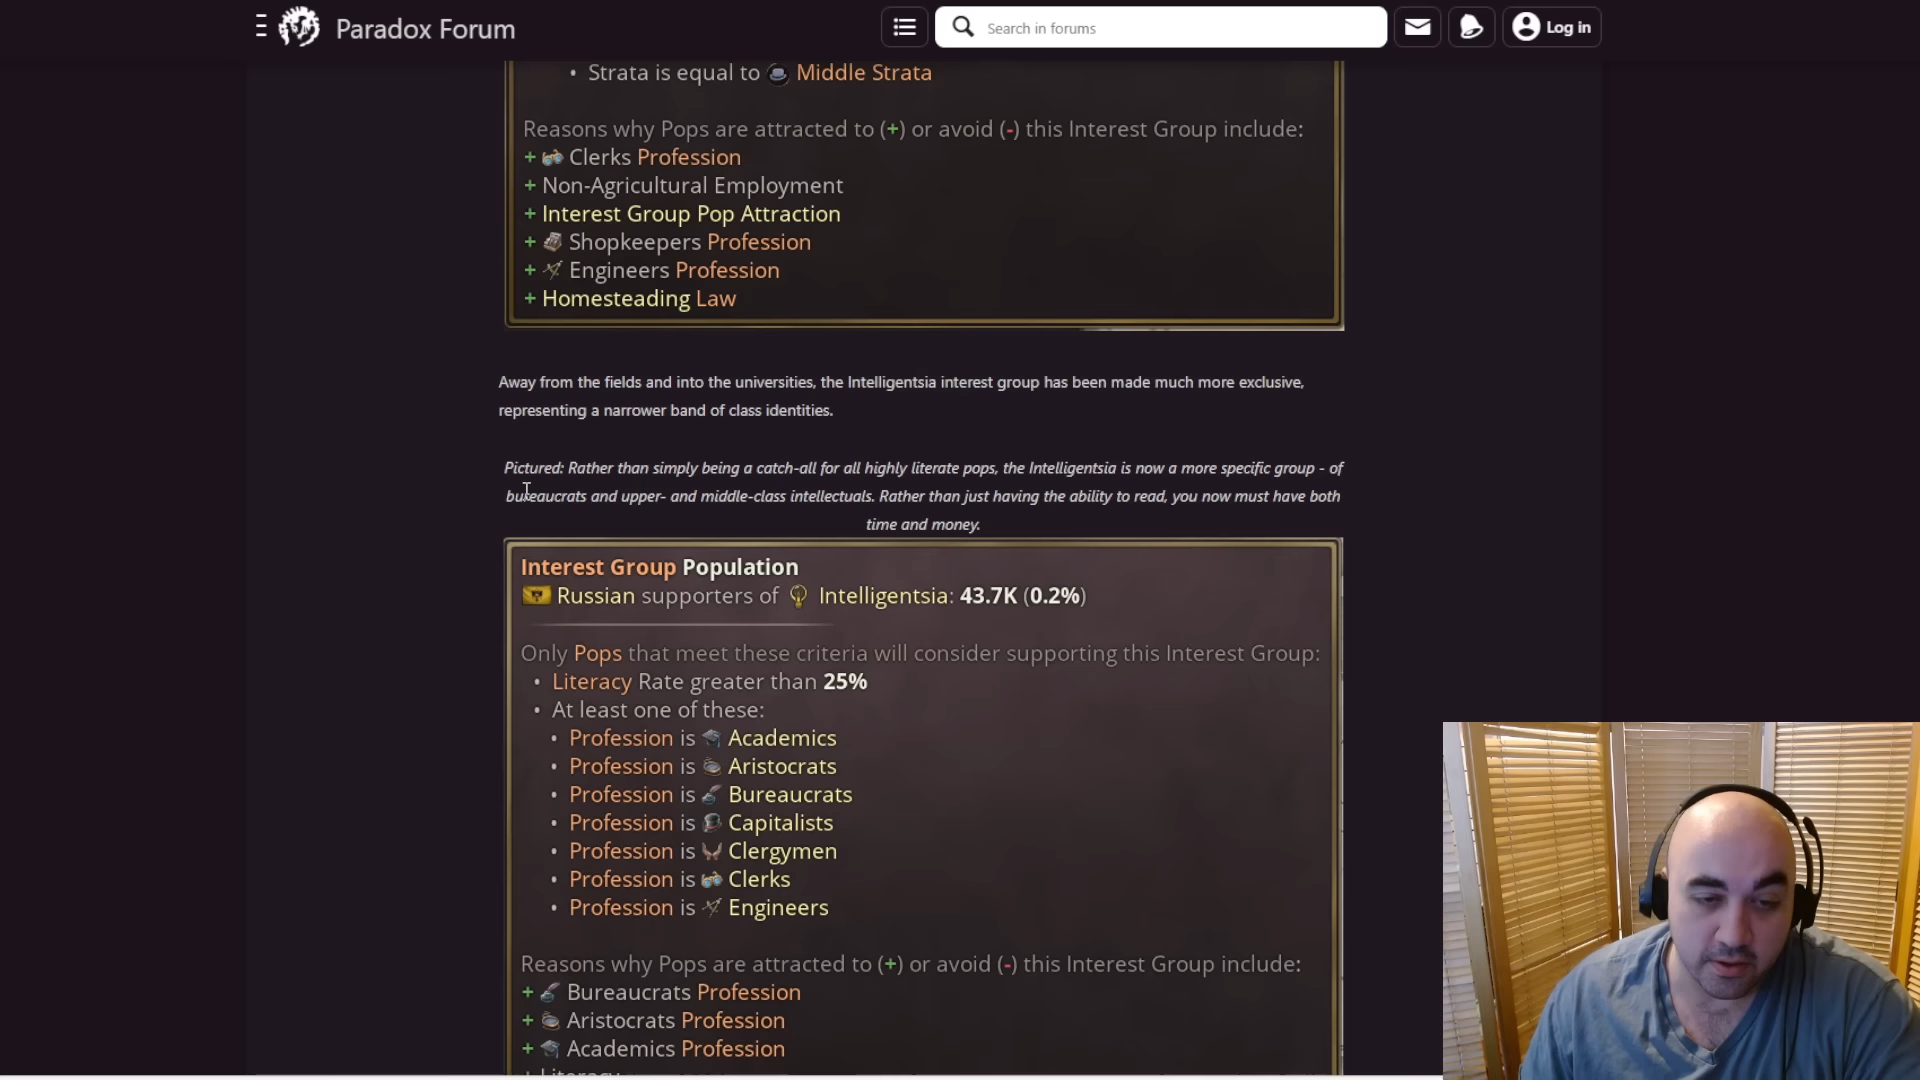 Paradox Forum
Search in forums
Log in
• Strata is equal to Middle Strata
Reasons why Pops are attracted to (+) or avoid (-) this Interest Group include:
+ Clerks Profession
+ Non-Agricultural Employment
+ Interest Group Pop Attraction
+ Shopkeepers Profession
+ Engineers Profession
+ Homesteading Law
Away from the fields and into the universities, the Intelligentsia interest group has been made much more exclusive,
representing a narrower band of class identities.
Pictured: Rather than simply being a catch-all for all highly literate pops, the Intelligentsia is now a more specific group - of
bureaucrats and upper- and middle-class intellectuals. Rather than just having the ability to read, you now must have both
time and money.
Interest Group Population
Russian supporters of Intelligentsia: 43.7K (0.2%)
Only Pops that meet these criteria will consider supporting this Interest Group:
• Literacy Rate greater than 25%
• At least one of these:
• Profession is Academics
• Profession is Aristocrats
• Profession is Bureaucrats
• Profession is Capitalists
• Profession is Clergymen
• Profession is Clerks
• Profession is Engineers
Reasons why Pops are attracted to (+) or avoid (-) this Interest Group include:
+ Bureaucrats Profession
+ Aristocrats Profession
+ Academics Profession
+ Literacy